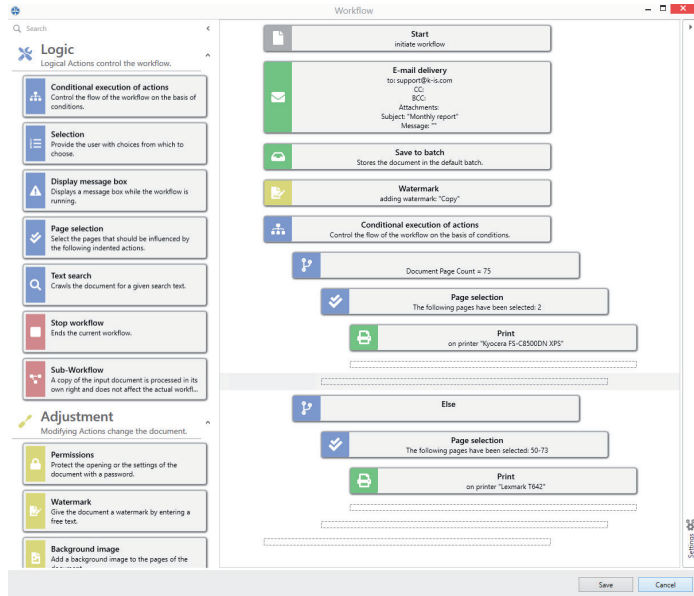 Workflow
Search
Logic
Logical Actions control the workflow.
Conditional execution of actions
Control the flow of the workflow on the basis of
conditions.
Selection
Provide the user with choices from which to
choose.
Display message box
Displays a message box while the workflow is
running.
Page selection
Select the pages that should be influenced by
the following indented actions.
Text search
Crawls the document for a given search text.
Stop workflow
Ends the current workflow.
Sub-Workflow
A copy of the input document is processed in its
own right and does not affect the actual workfl...
Adjustment
Modifying Actions change the document.
Permissions
Protect the opening or the settings of the
document with a password.
Watermark
Give the document a watermark by entering a
free text.
Background image
Add a background image to the pages of the
Start
initiate workflow
E-mail delivery
to: support@k-is.com
CC:
BCC:
Attachments:
Subject: "Monthly report"
Message: ""
Save to batch
Stores the document in the default batch.
Watermark
adding watermark: "Copy"
Conditional execution of actions
Control the flow of the workflow on the basis of conditions.
Document Page Count = 75
Page selection
The following pages have been selected: 2
Print
on printer "Kyocera FS-C8500DN XPS"
Else
Page selection
The following pages have been selected: 50-73
Print
on printer "Lexmark T642"
Settings
Save
Cancel